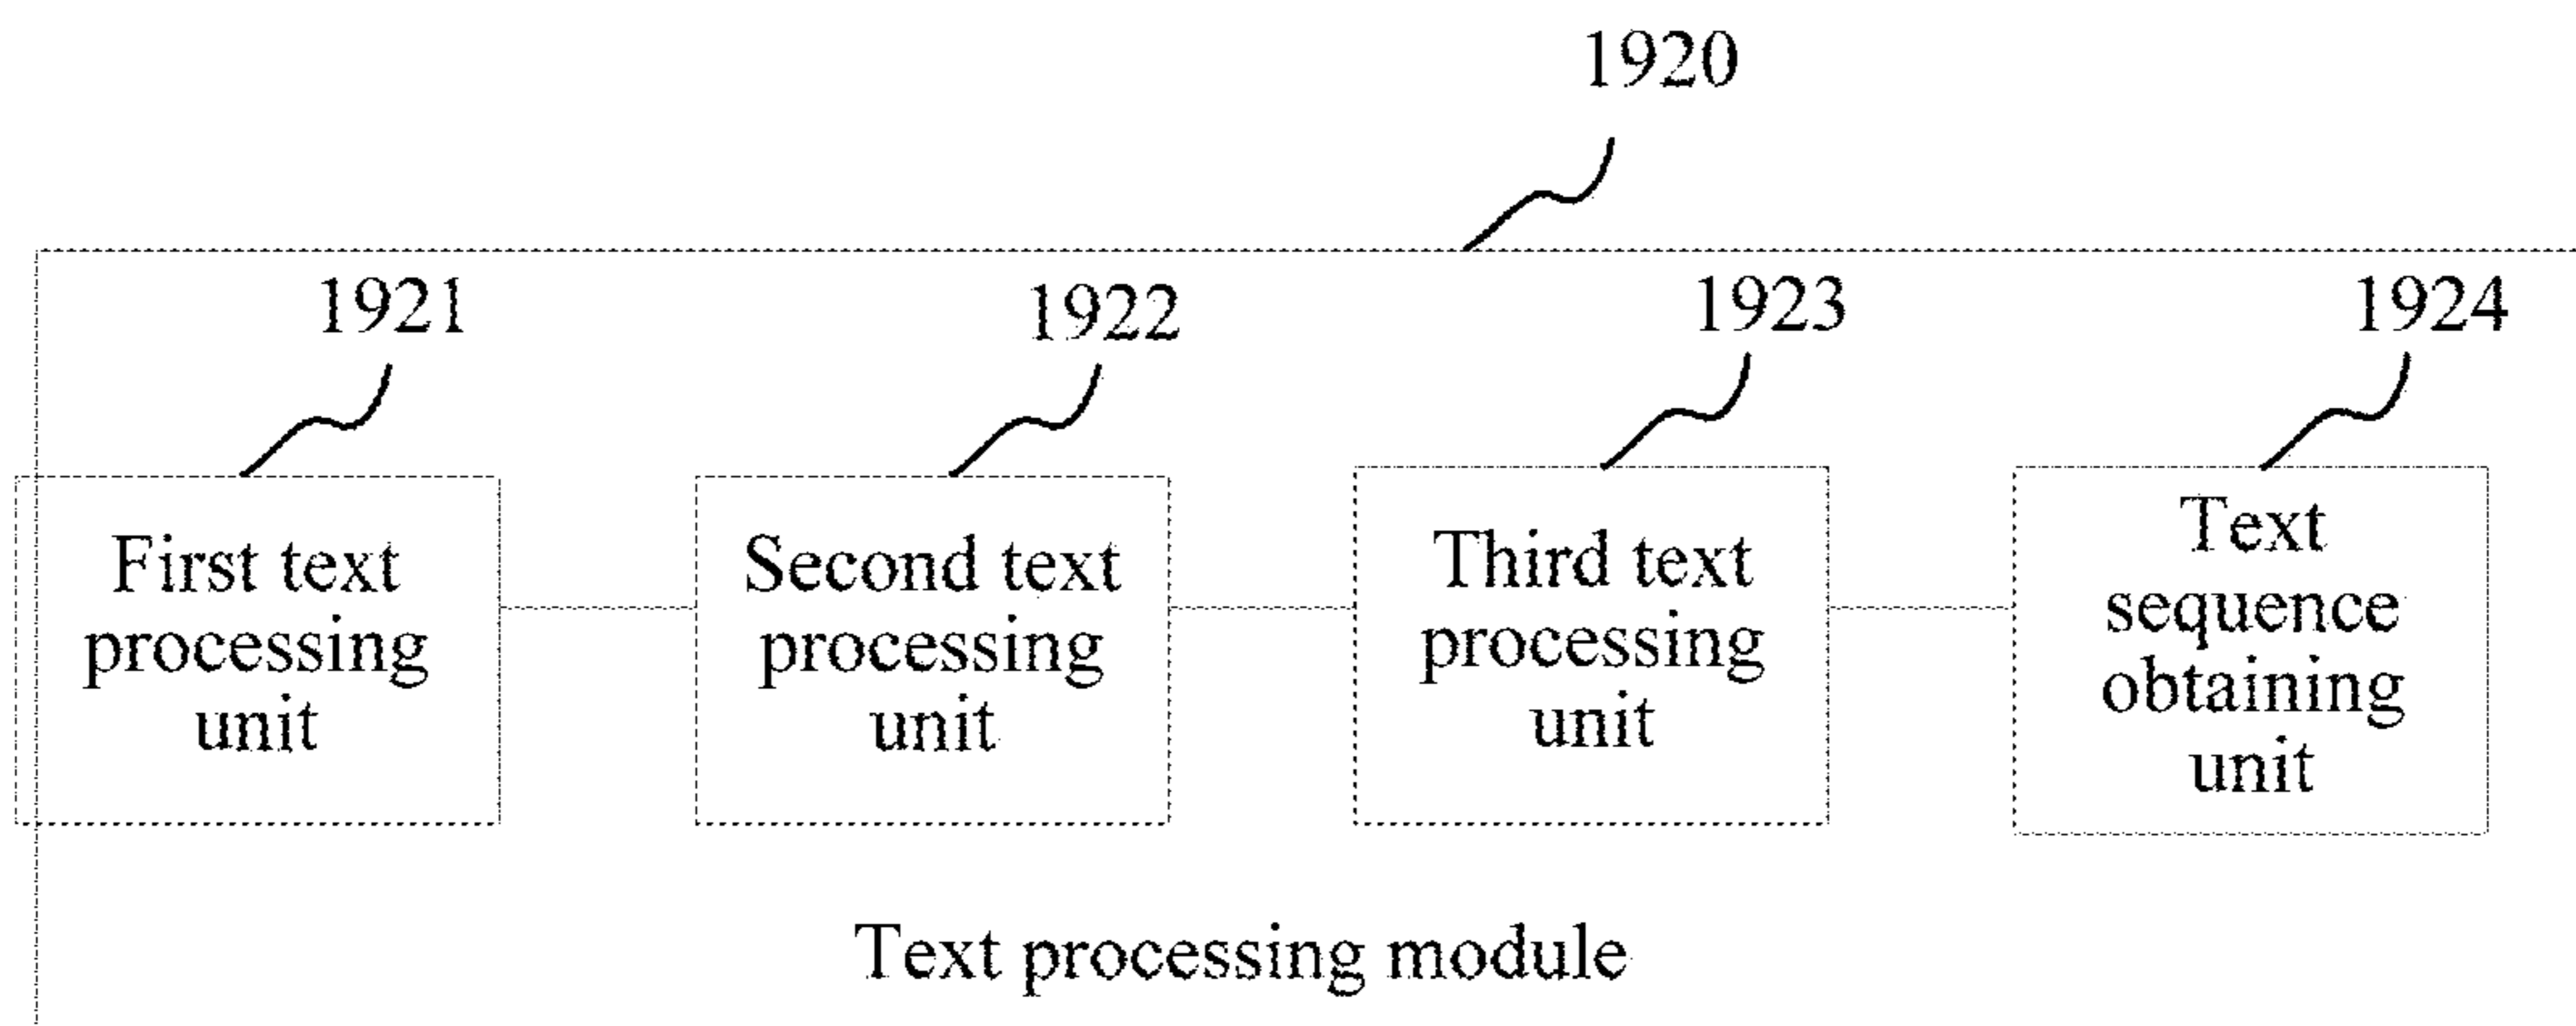 1920
1921
1922
1923
1924
First text
processing
unit
Second text
processing
unit
Third text
processing
unit
Text
sequence
obtaining
unit
Text processing module